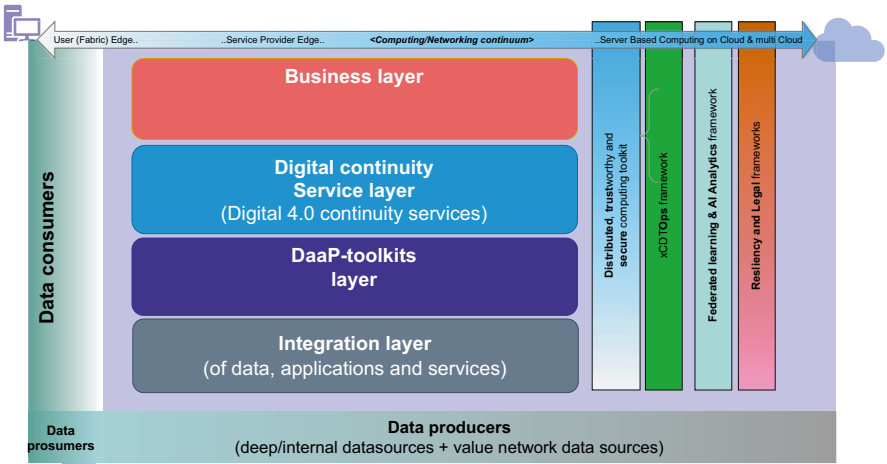 User (Fabric) Edge.. ..Service Provider Edge.. <Computing/Networking continuum> ..Server Based Computing on Cloud & multi Cloud
Data consumers
Business layer
Digital continuity
Service layer
(Digital 4.0 continuity services)
DaaP-toolkits
layer
Integration layer
(of data, applications and services)
Distributed, trustworthy and
secure computing toolkit
xCDTOps framework
Federated learning & AI Analytics framework
Resliency and Legal frameworks
Data
prosumers
Data producers
(deep/internal datasources + value network data sources)